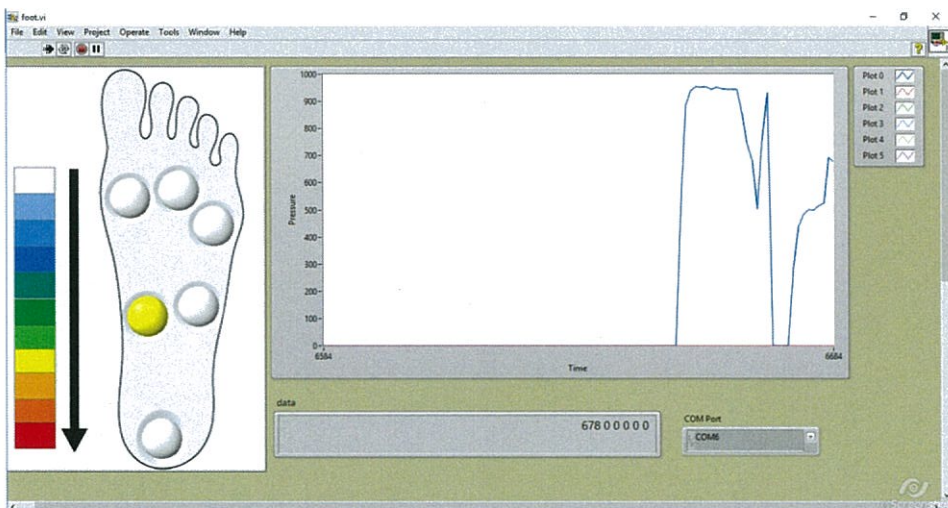 foot.vi
File Edit View Project Operate Tools Window Help
1000
900
800
700
600
500
400
300
200
100
0
Pressure
6584
6684
Time
Plot 0
Plot 1
Plot 2
Plot 3
Plot 4
Plot 5
data
678 0 0 0 0 0
COM Port
COM6